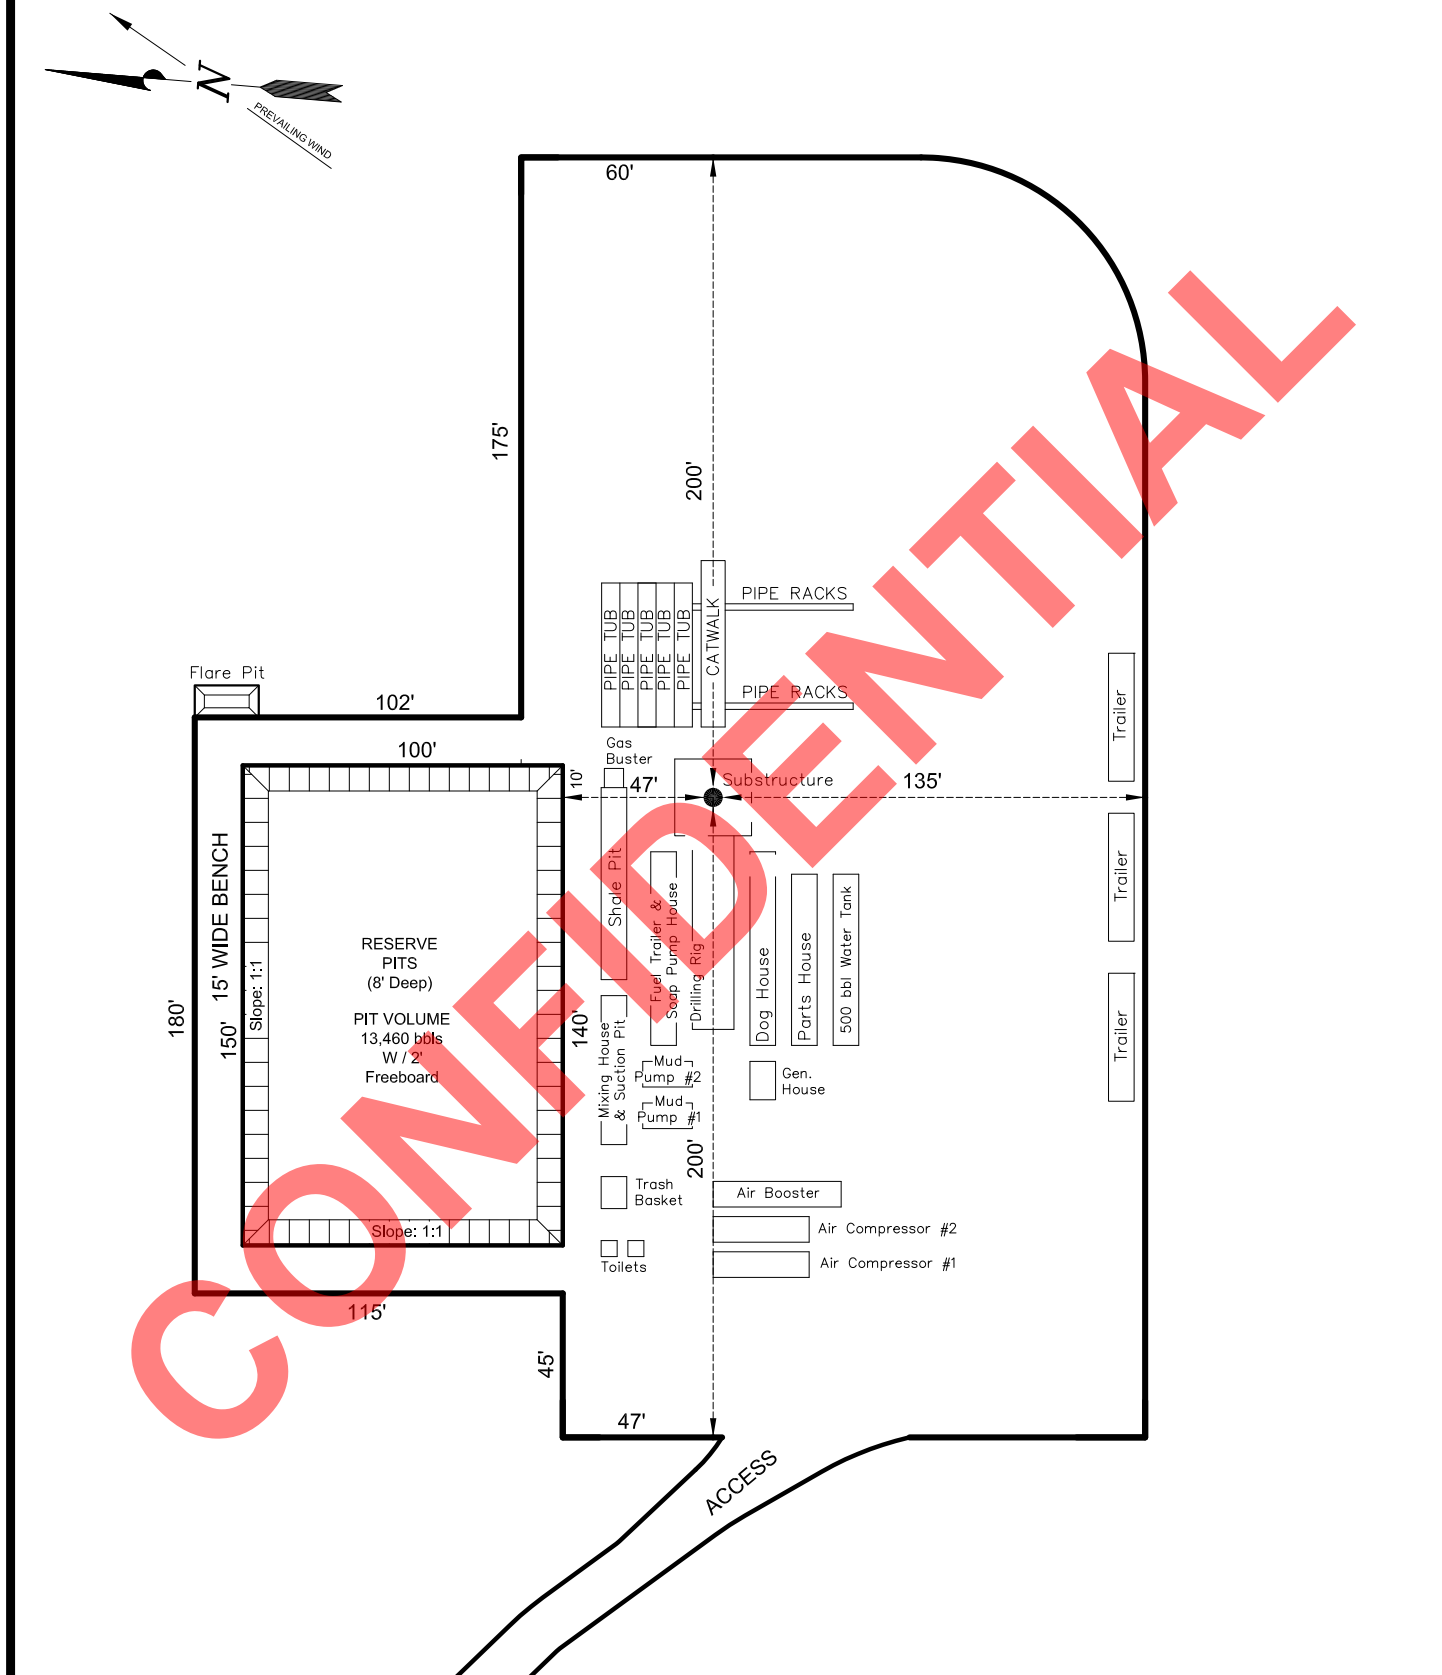 N
PREVAILING WIND
60'
175'
200'
PIPE TUB
PIPE TUB
PIPE TUB
PIPE TUB
PIPE TUB
CATWALK
PIPE RACKS
PIPE RACKS
Flare Pit
102'
100'
Gas
Buster
10'
47'
Substructure
135'
Trailer
Trailer
Trailer
180'
15' WIDE BENCH
150'
Slope: 1:1
RESERVE
PITS
(8' Deep)
PIT VOLUME
13,460 bbls
W / 2'
Freeboard
140'
Shale Pit
Mixing House
& Suction Pit
Fuel Trailer &
Soap Pump House
Drilling Rig
Dog House
Parts House
500 bbl Water Tank
Mud
Pump #2
Mud
Pump #1
Gen.
House
200'
Trash
Basket
Air Booster
Air Compressor #2
Air Compressor #1
Toilets
Slope: 1:1
115'
45'
47'
ACCESS
CONFIDENTIAL